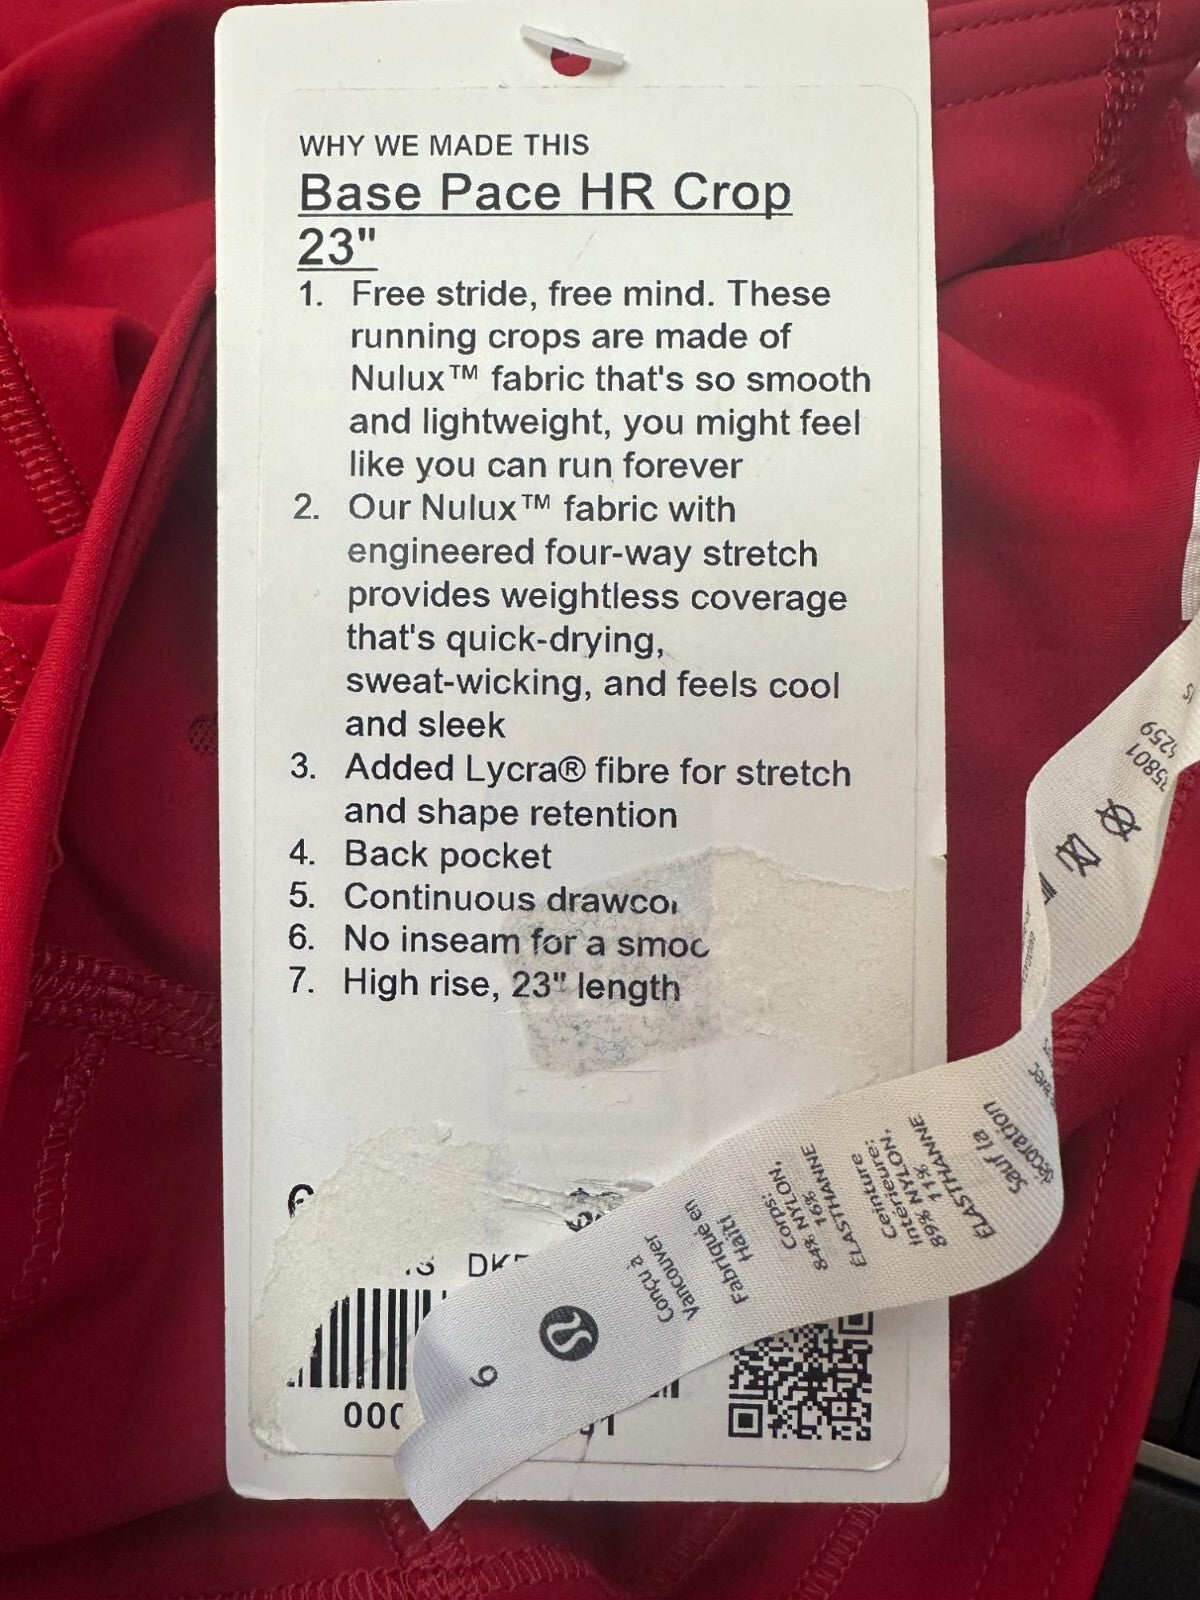 WHY WE MADE THIS
Base Pace HR Crop
23"
1. Free stride, free mind. These
running crops are made of
Nulux™ fabric that's so smooth
and lightweight, you might feel
like you can run forever
2. Our Nulux™ fabric with
engineered four-way stretch
provides weightless coverage
that's quick-drying,
sweat-wicking, and feels cool
and sleek
3. Added Lycra® fibre for stretch
and shape retention
4. Back pocket
5. Continuous
6. No inseam for a
7. High rise, 23" length
6
Conçu à
Vancouver
Fabriqué en
Haïti
Corps:
84% NYLON,
16%
ÉLASTHANNE
Ceinture
Intérieure:
89% NYLON,
11%
ÉLASTHANNE
Sauf la
décoration